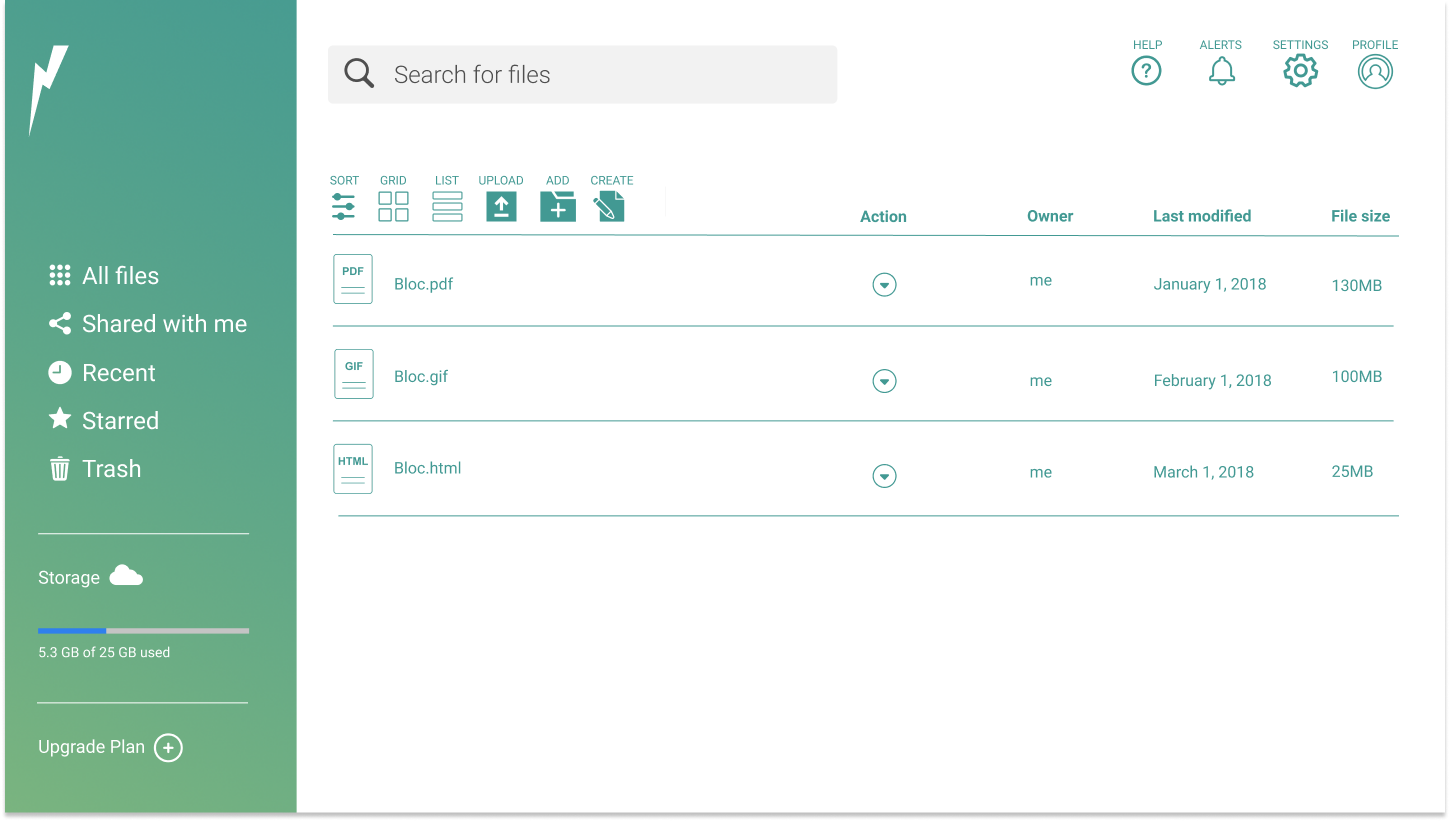 HELP ALERTS SETTINGS PROFILE
Search for files
SORT GRID LIST UPLOAD ADD CREATE
Action Owner Last modified File size
PDF Bloc.pdf me January 1, 2018 130MB
GIF Bloc.gif me February 1, 2018 100MB
HTML Bloc.html me March 1, 2018 25MB
All files
Shared with me
Recent
Starred
Trash
Storage
5.3 GB of 25 GB used
Upgrade Plan